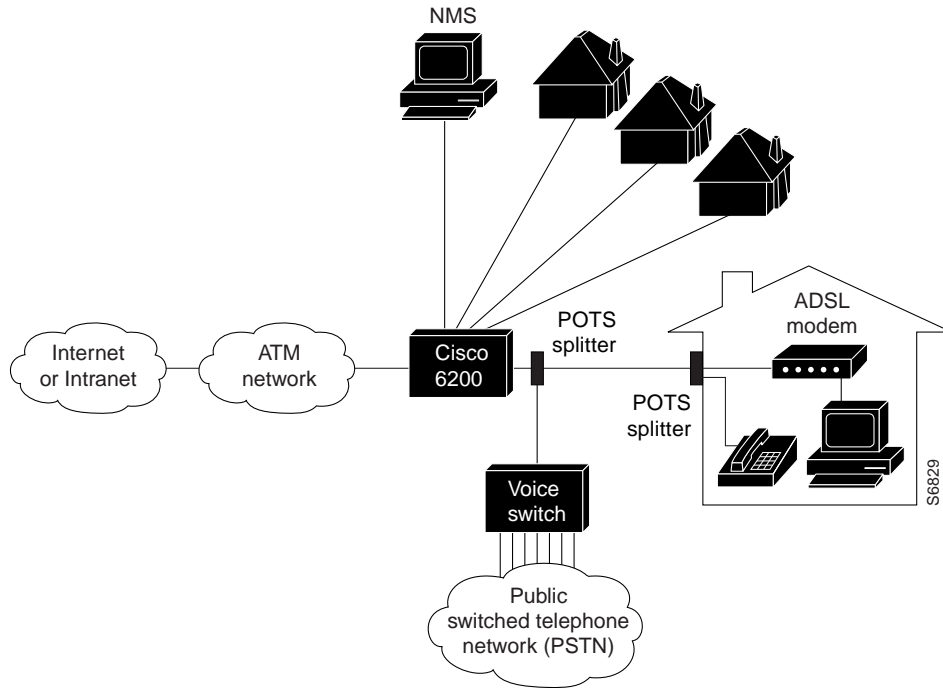 NMS
ADSL
modem
POTS
splitter
Internet
or Intranet
ATM
network
Cisco
6200
POTS
splitter
Voice
switch
S6829
Public
switched telephone
network (PSTN)